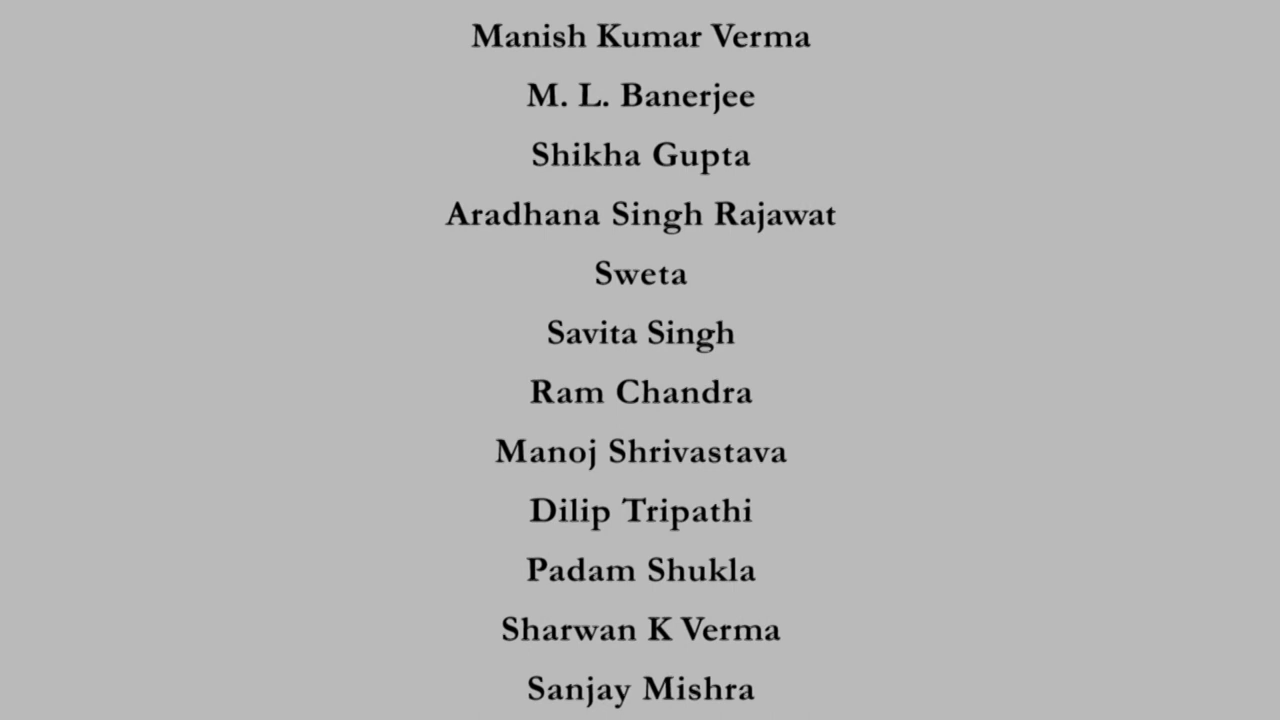 Manish Kumar Verma
M. L. Banerjee
Shikha Gupta
Aradhana Singh Rajawat
Sweta
Savita Singh
Ram Chandra
Manoj Shrivastava
Dilip Tripathi
Padam Shukla
Sharwan K Verma
Sanjay Mishra